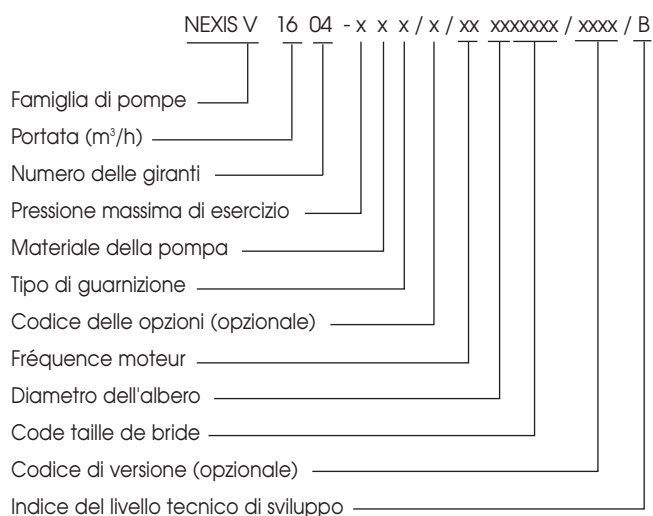 NEXIS V 16 04 - x x x / x / xx xxxxxxx / xxxx / B
Famiglia di pompe
Portata (m³/h)
Numero delle giranti
Pressione massima di esercizio
Materiale della pompa
Tipo di guarnizione
Codice delle opzioni (opzionale)
Fréquence moteur
Diametro dell'albero
Code taille de bride
Codice di versione (opzionale)
Indice del livello tecnico di sviluppo